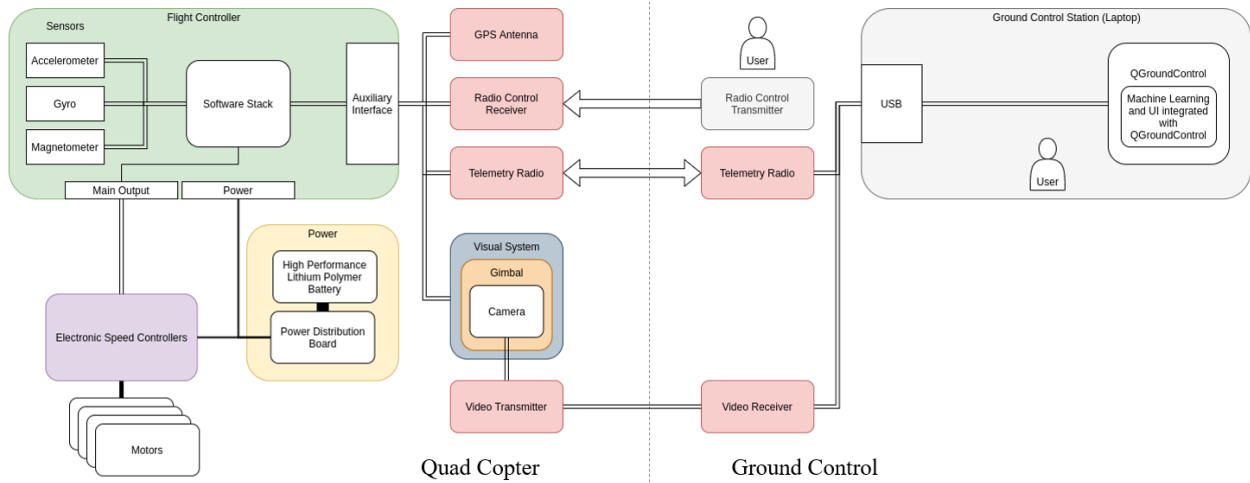 Flight Controller
Sensors
Accelerometer
Gyro
Magnetometer
Software Stack
Auxiliary
Interface
Main Output
Power
Power
High Performance
Lithium Polymer
Battery
Power Distribution
Board
Electronic Speed Controllers
Motors
GPS Antenna
Radio Control
Receiver
Telemetry Radio
Visual System
Gimbal
Camera
Video Transmitter
Quad Copter
User
Radio Control
Transmitter
Telemetry Radio
Video Receiver
Ground Control
Ground Control Station (Laptop)
USB
QGroundControl
Machine Learning
and UI integrated
with
QGroundControl
User